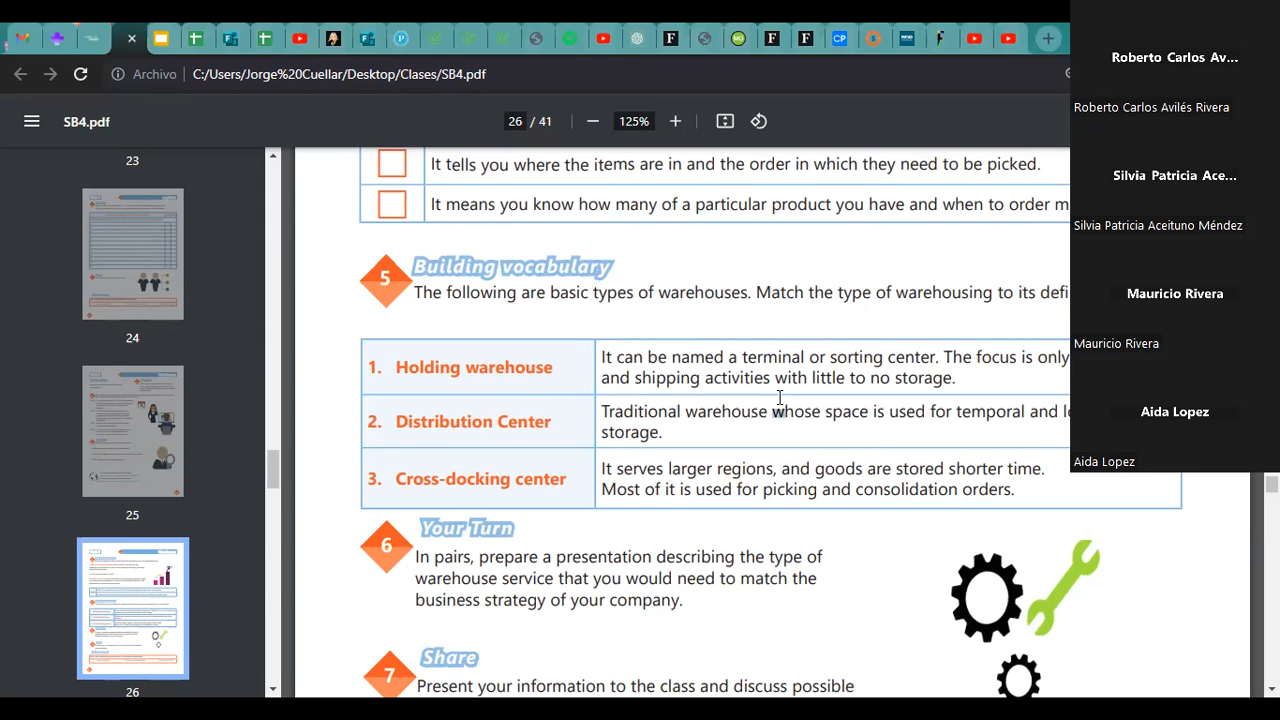 Archivo C:/Users/Jorge%20Cuellar/Desktop/Clases/SB4.pdf
SB4.pdf
26 / 41
125%
23
24
25
26
It tells you where the items are in and the order in which they need to be picked.
It means you know how many of a particular product you have and when to order m
5 Building vocabulary
The following are basic types of warehouses. Match the type of warehousing to its defi
1. Holding warehouse
It can be named a terminal or sorting center. The focus is only
and shipping activities with little to no storage.
2. Distribution Center
Traditional warehouse whose space is used for temporal and lo
storage.
3. Cross-docking center
It serves larger regions, and goods are stored shorter time.
Most of it is used for picking and consolidation orders.
6 Your Turn
In pairs, prepare a presentation describing the type of
warehouse service that you would need to match the
business strategy of your company.
7 Share
Present your information to the class and discuss possible
Roberto Carlos Av...
Roberto Carlos Avilés Rivera
Silvia Patricia Ace...
Silvia Patricia Aceituno Méndez
Mauricio Rivera
Mauricio Rivera
Aida Lopez
Aida Lopez